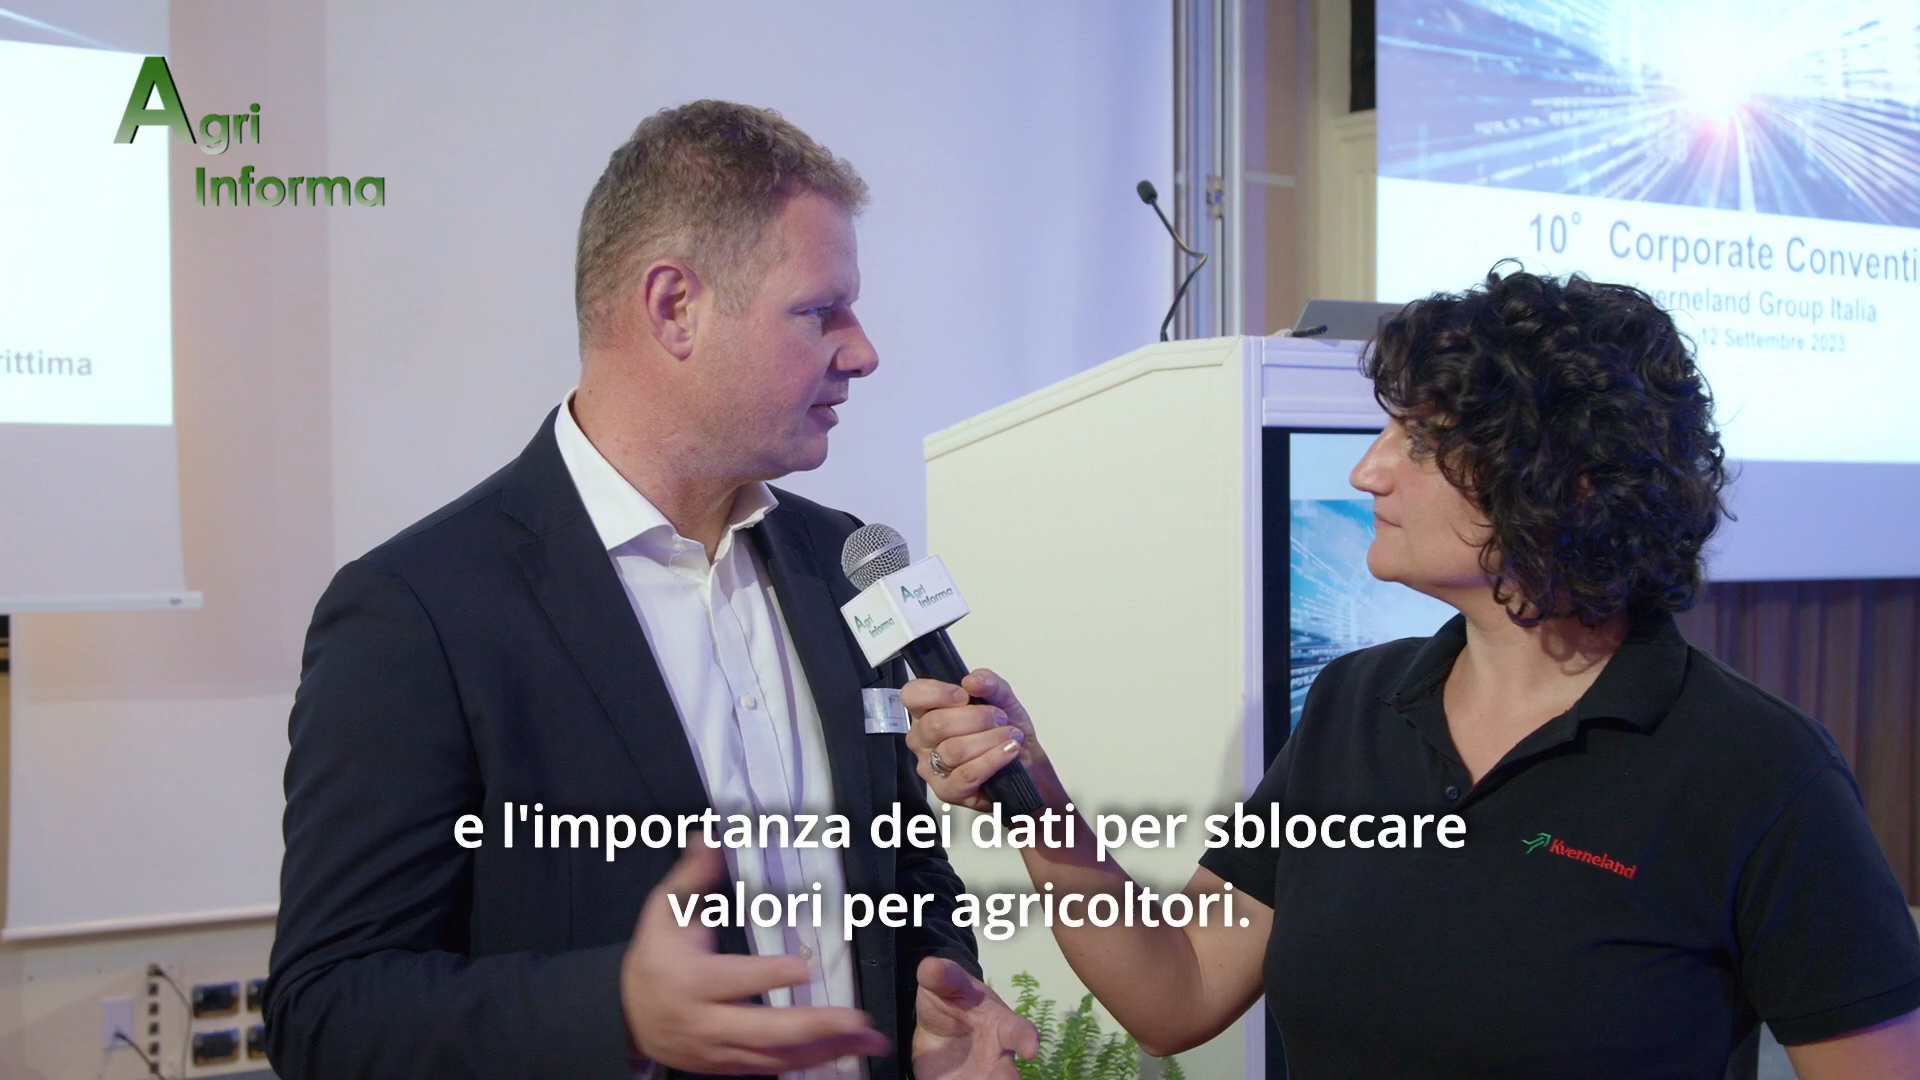 Agri
Informa
rittima
10° Corporate Conventi
verneland Group Italia
12 Settembre 2023
Agri
Informa
Agri
Informa
Kverneland
e l'importanza dei dati per sbloccare
valori per agricoltori.